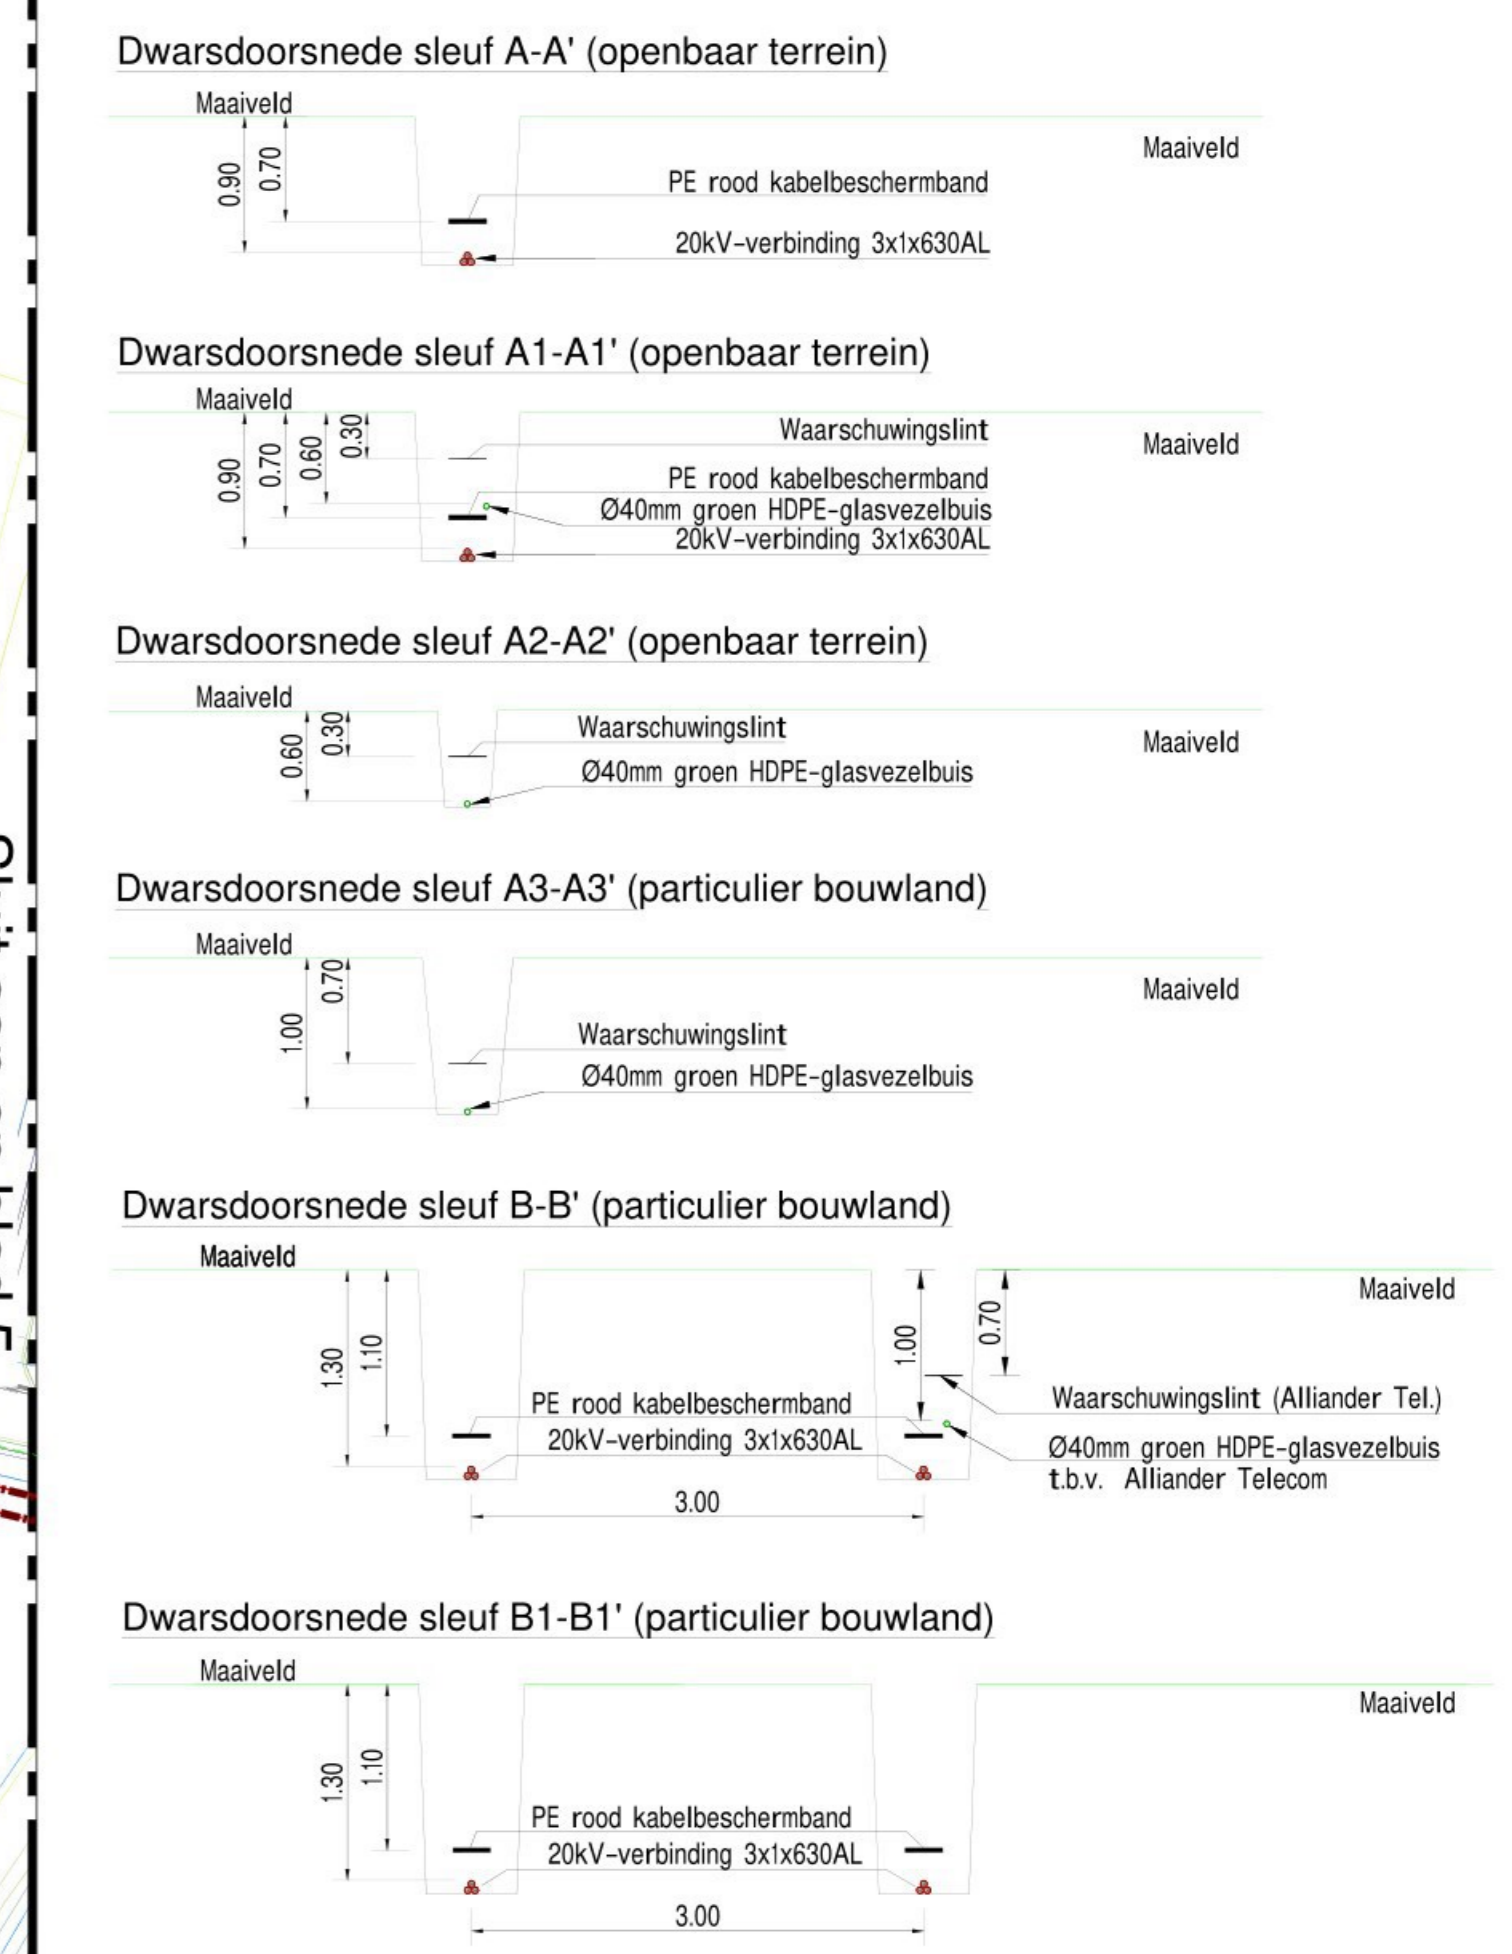 Dwarsdoorsnede sleuf A-A' (openbaar terrein)
Maaiveld
Maaiveld
0.90
0.70
PE rood kabelbeschermband
20kV-verbinding 3x1x630AL
Dwarsdoorsnede sleuf A1-A1' (openbaar terrein)
Maaiveld
Maaiveld
0.90
0.70
0.60
0.30
Waarschuwingslint
PE rood kabelbeschermband
Ø40mm groen HDPE-glasvezelbuis
20kV-verbinding 3x1x630AL
Dwarsdoorsnede sleuf A2-A2' (openbaar terrein)
Maaiveld
Maaiveld
0.60
0.30
Waarschuwingslint
Ø40mm groen HDPE-glasvezelbuis
Dwarsdoorsnede sleuf A3-A3' (particulier bouwland)
Maaiveld
Maaiveld
1.00
0.70
Waarschuwingslint
Ø40mm groen HDPE-glasvezelbuis
Dwarsdoorsnede sleuf B-B' (particulier bouwland)
Maaiveld
Maaiveld
1.30
1.10
1.00
0.70
PE rood kabelbeschermband
20kV-verbinding 3x1x630AL
Waarschuwingslint (Alliander Tel.)
Ø40mm groen HDPE-glasvezelbuis
t.b.v. Alliander Telecom
3.00
Dwarsdoorsnede sleuf B1-B1' (particulier bouwland)
Maaiveld
Maaiveld
1.30
1.10
PE rood kabelbeschermband
20kV-verbinding 3x1x630AL
3.00